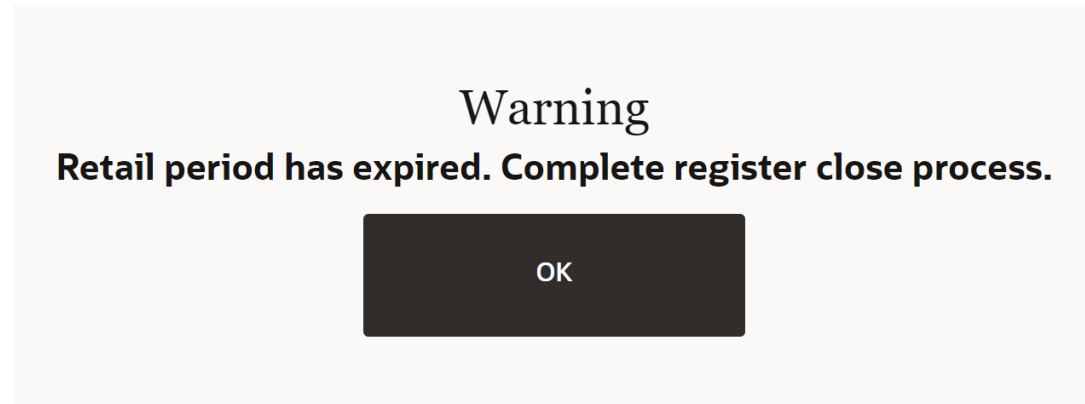 Warning
Retail period has expired. Complete register close process.
OK